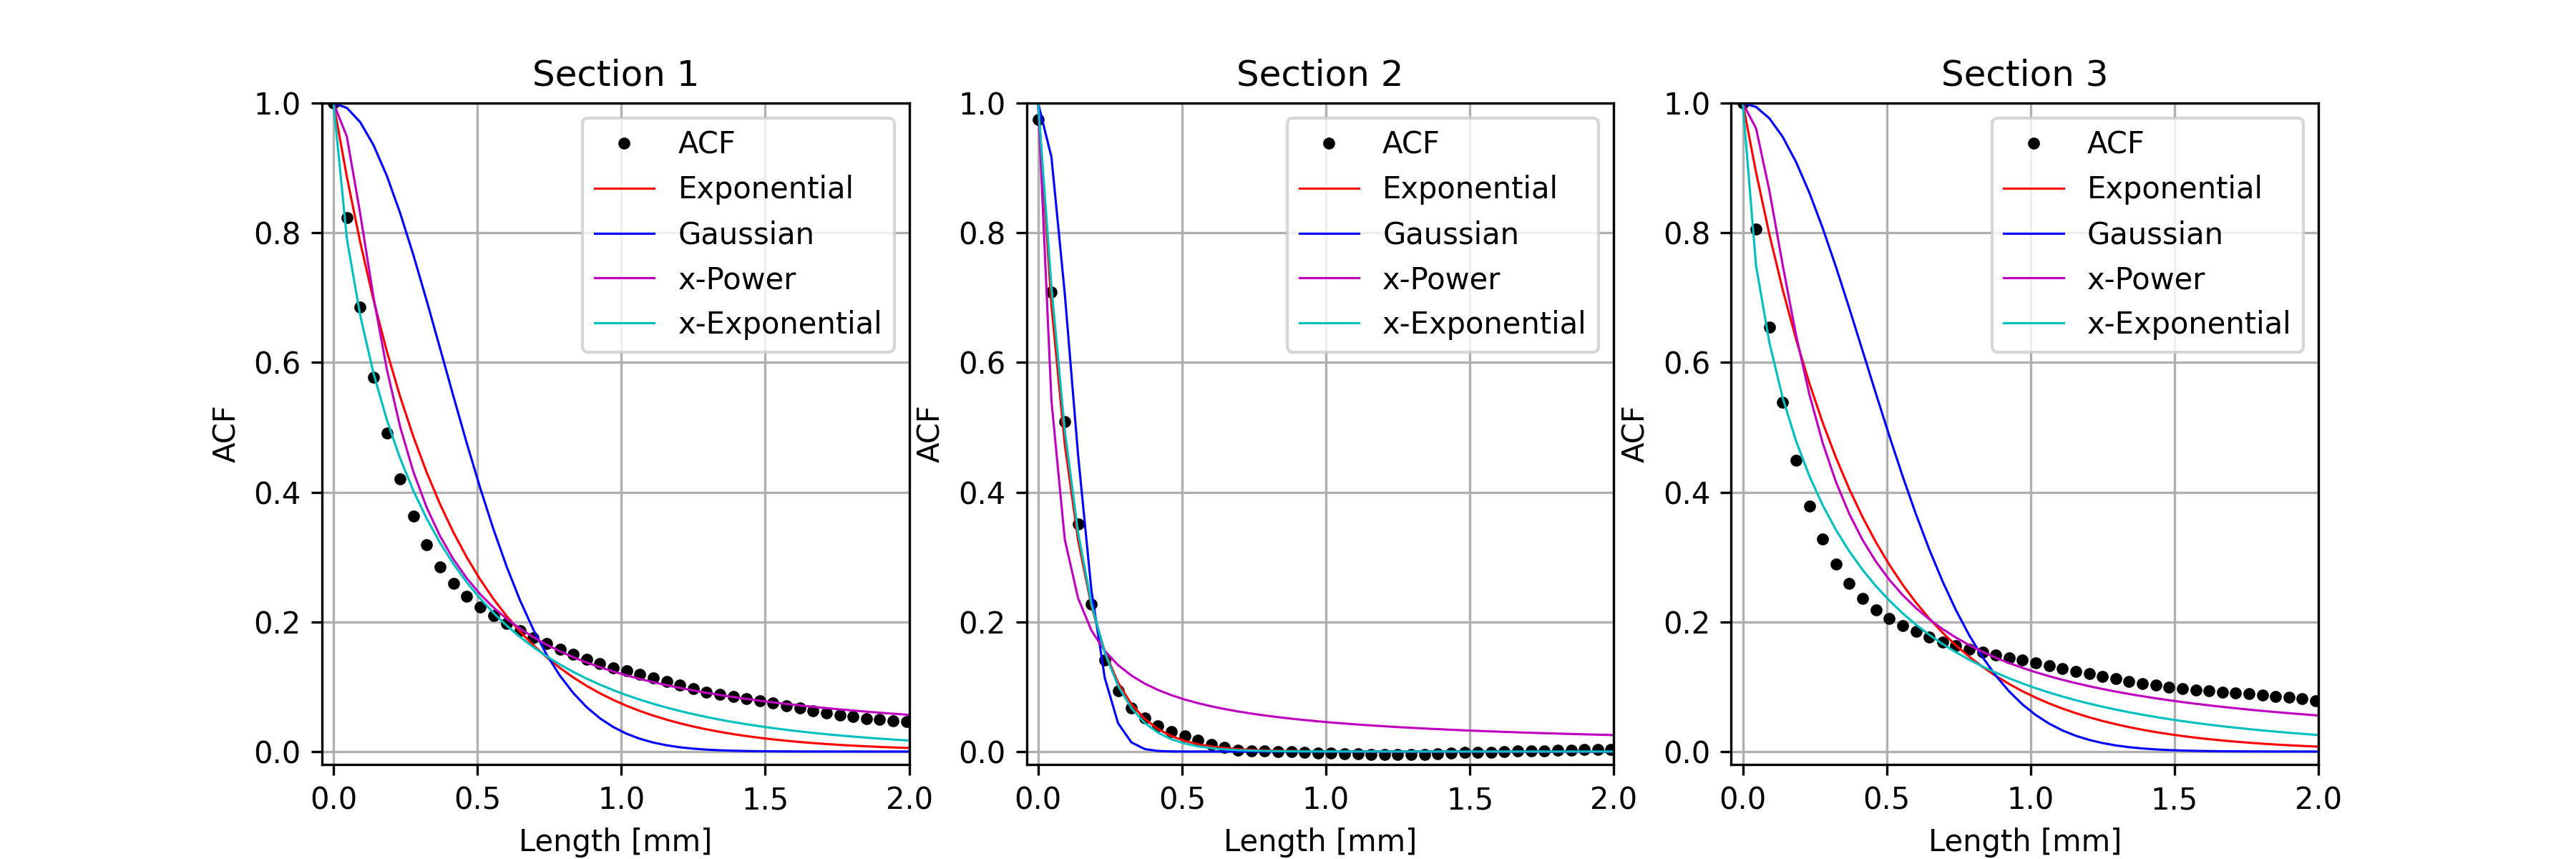 Section 1
1.0
0.8
0.6
0.4
0.2
0.0
ACF
ACF
Exponential
Gaussian
x-Power
x-Exponential
0.0 0.5 1.0 1.5 2.0
Length [mm]
Section 2
1.0
0.8
0.6
0.4
0.2
0.0
ACF
ACF
Exponential
Gaussian
x-Power
x-Exponential
0.0 0.5 1.0 1.5 2.0
Length [mm]
Section 3
1.0
0.8
0.6
0.4
0.2
0.0
ACF
ACF
Exponential
Gaussian
x-Power
x-Exponential
0.0 0.5 1.0 1.5 2.0
Length [mm]